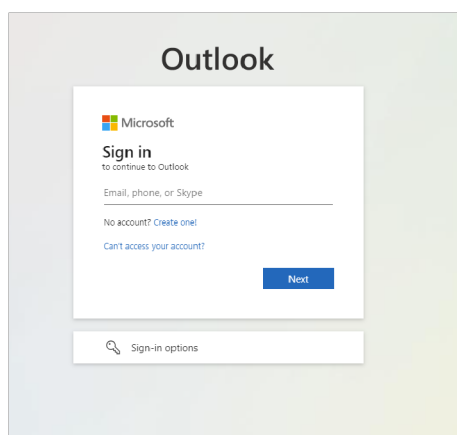 Outlook
Microsoft
Sign in
to continue to Outlook
Email, phone, or Skype
No account? Create one!
Can't access your account?
Next
Sign-in options